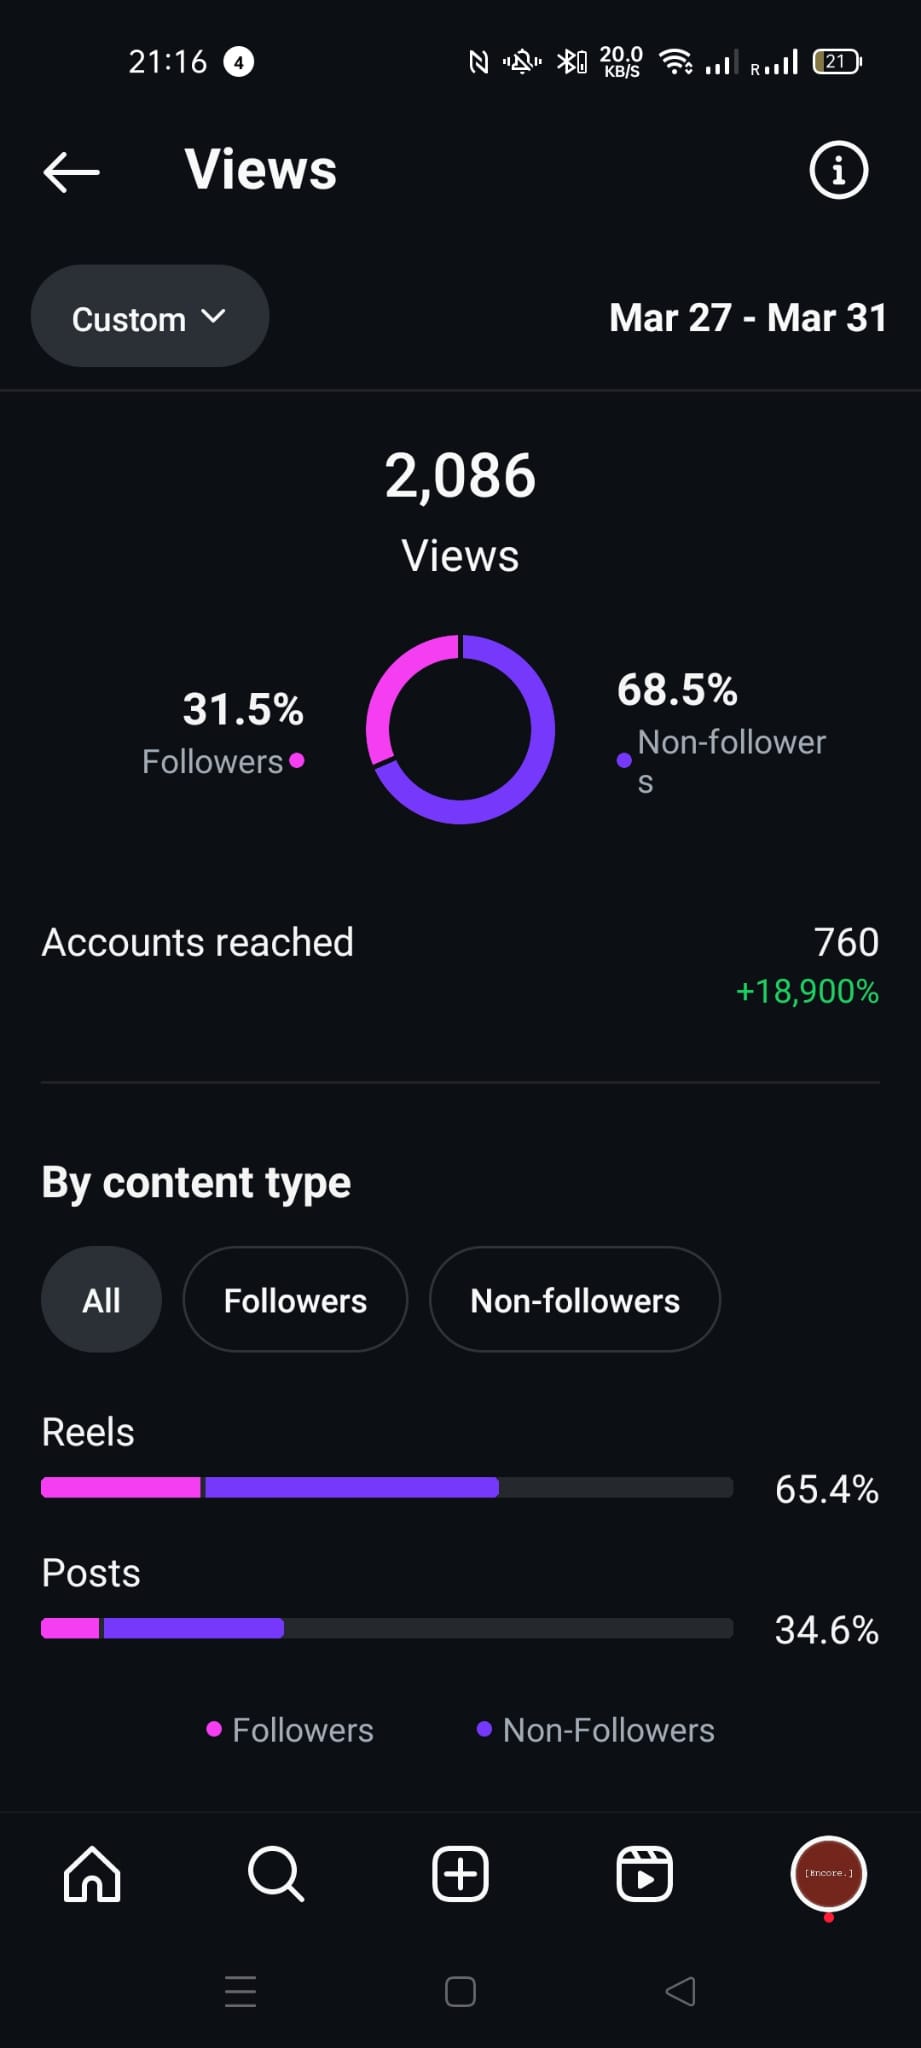 21:16 4 20.0 KB/S R 21
Views
Custom Mar 27 - Mar 31
2,086
Views
31.5%
Followers
68.5%
Non-follower
s
Accounts reached 760
+18,900%
By content type
All Followers Non-followers
Reels
65.4%
Posts
34.6%
Followers Non-Followers
[Encore.]